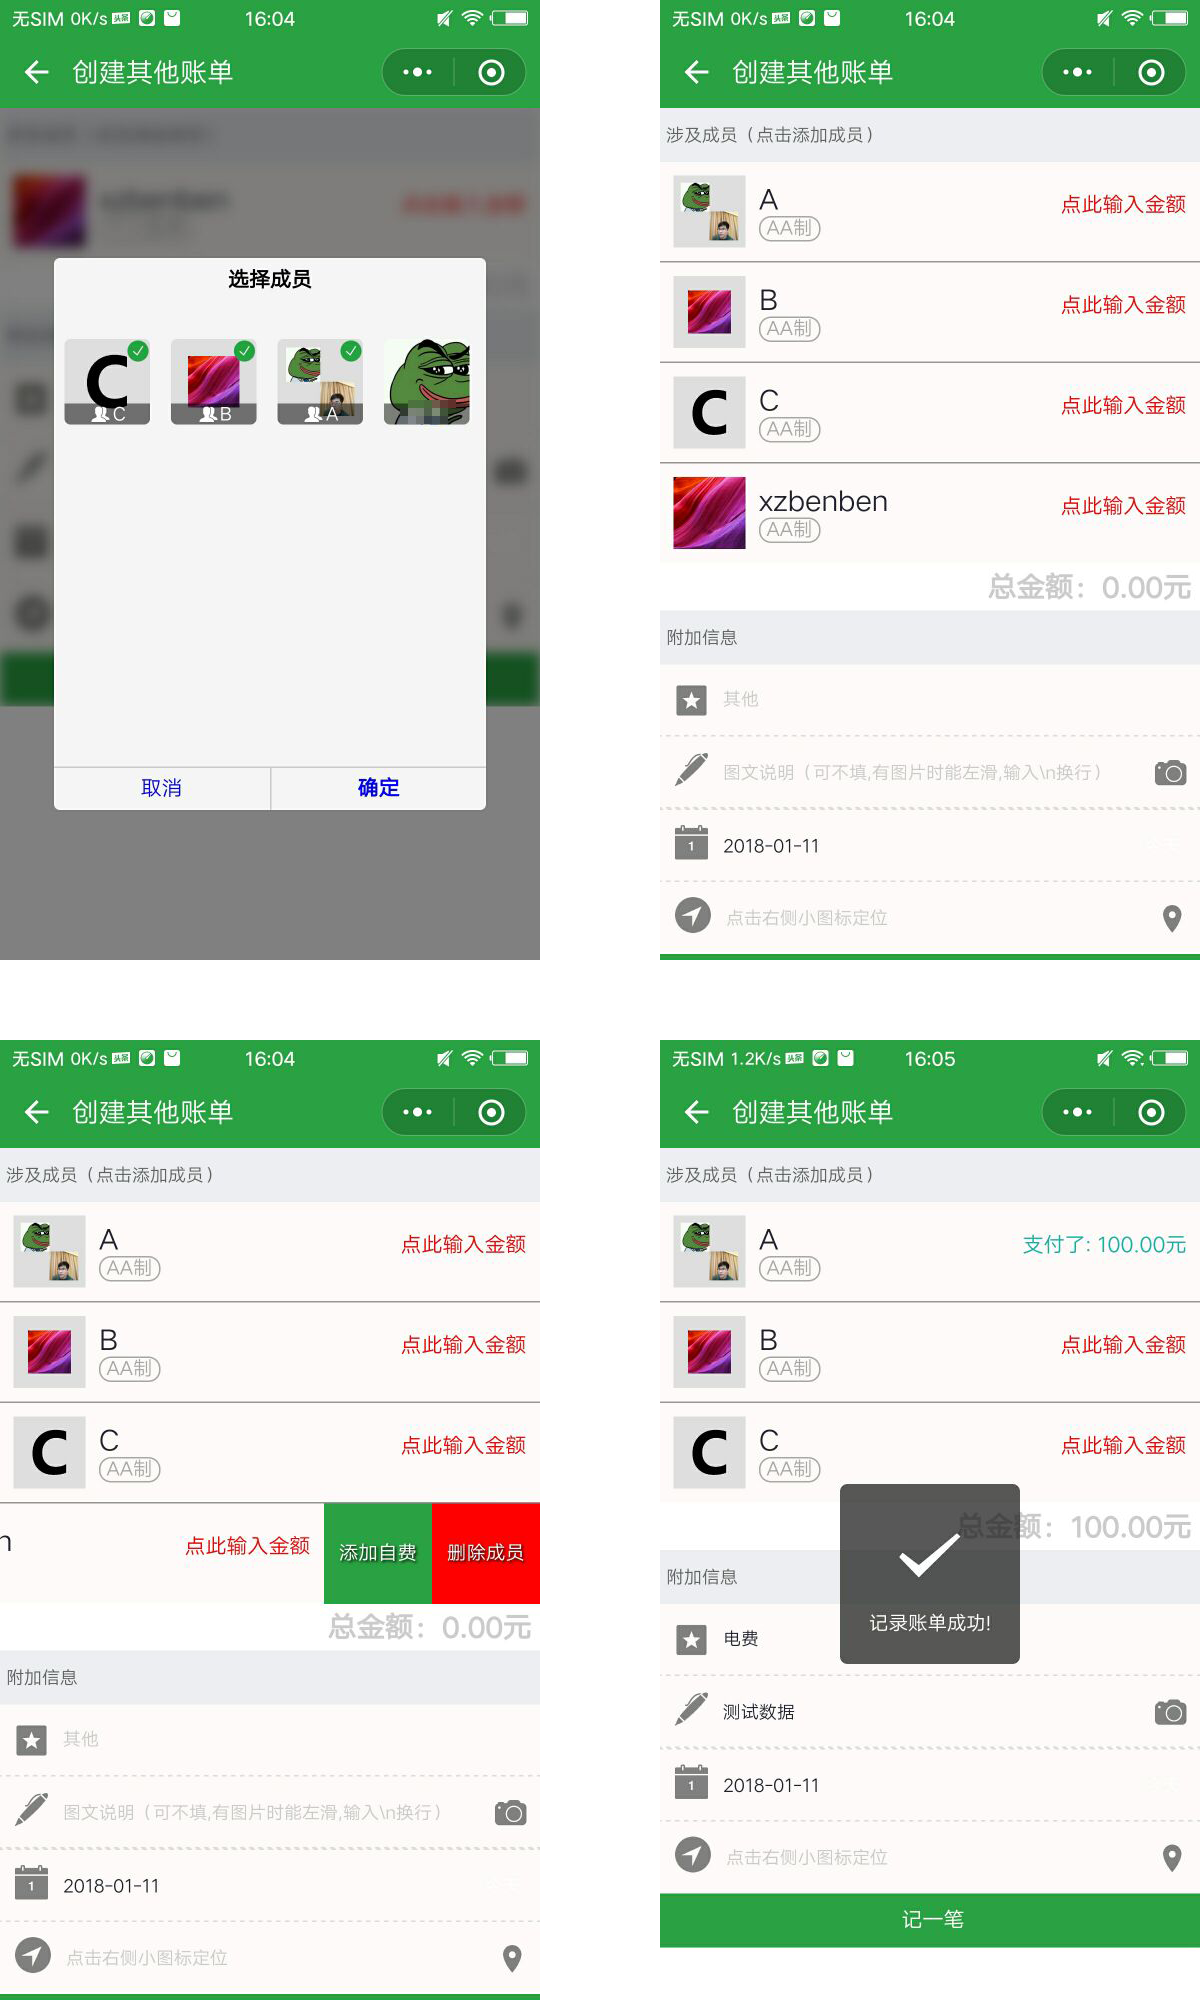 无SIM 0K/s 头条 16:04
创建其他账单
xzbenben
点此输入金额
选择成员
C B A
取消 确定
无SIM 0K/s 头条 16:04
创建其他账单
涉及成员（点击添加成员）
A
AA制
点此输入金额
B
AA制
点此输入金额
C
AA制
点此输入金额
xzbenben
AA制
点此输入金额
总金额：0.00元
附加信息
其他
图文说明（可不填,有图片时能左滑,输入\n换行）
1 2018-01-11
点击右侧小图标定位
无SIM 0K/s 头条 16:04
创建其他账单
涉及成员（点击添加成员）
A
AA制
点此输入金额
B
AA制
点此输入金额
C C
AA制
点此输入金额
n 点此输入金额 添加自费 删除成员
总金额：0.00元
附加信息
其他
图文说明（可不填,有图片时能左滑,输入\n换行）
1 2018-01-11
点击右侧小图标定位
无SIM 1.2K/s 头条 16:05
创建其他账单
涉及成员（点击添加成员）
A
AA制
支付了: 100.00元
B
AA制
点此输入金额
C C
AA制
点此输入金额
总金额：100.00元
附加信息
记录账单成功!
电费
测试数据
1 2018-01-11
点击右侧小图标定位
记一笔